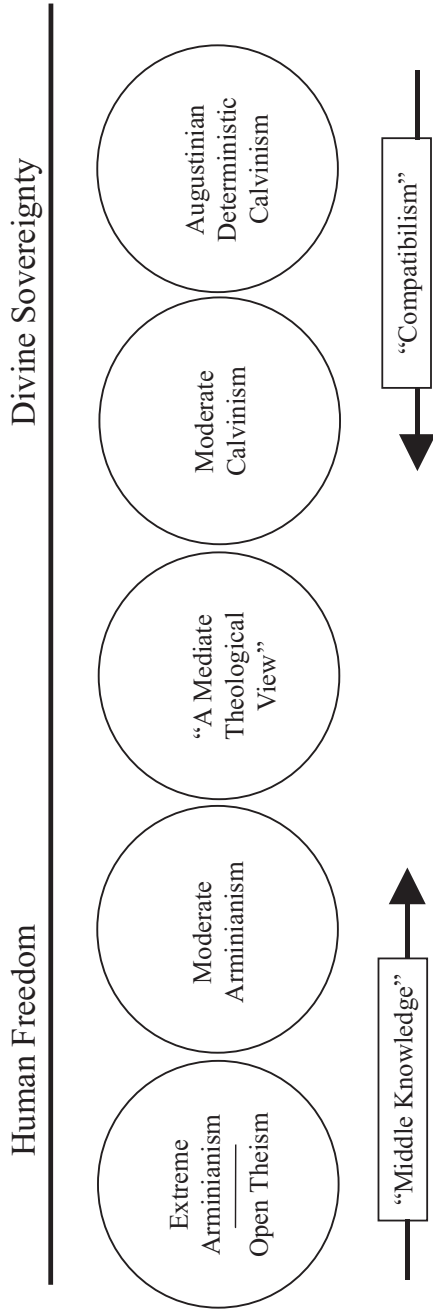 Human Freedom
Divine Sovereignty
Extreme
Arminianism
Open Theism
Moderate
Arminianism
“A Mediate
Theological
View”
Moderate
Calvinism
Augustinian
Deterministic
Calvinism
“Middle Knowledge”
“Compatibilism”